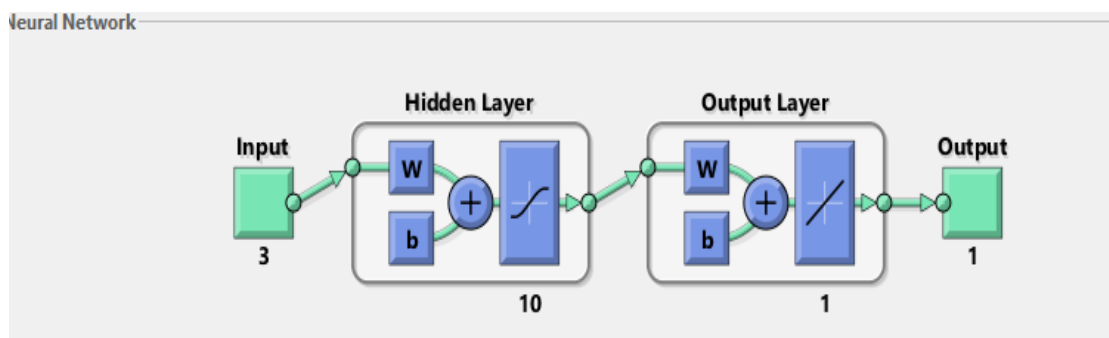 Neural Network
Hidden Layer
Output Layer
Input
Output
W
b
+
W
b
+
3
10
1
1